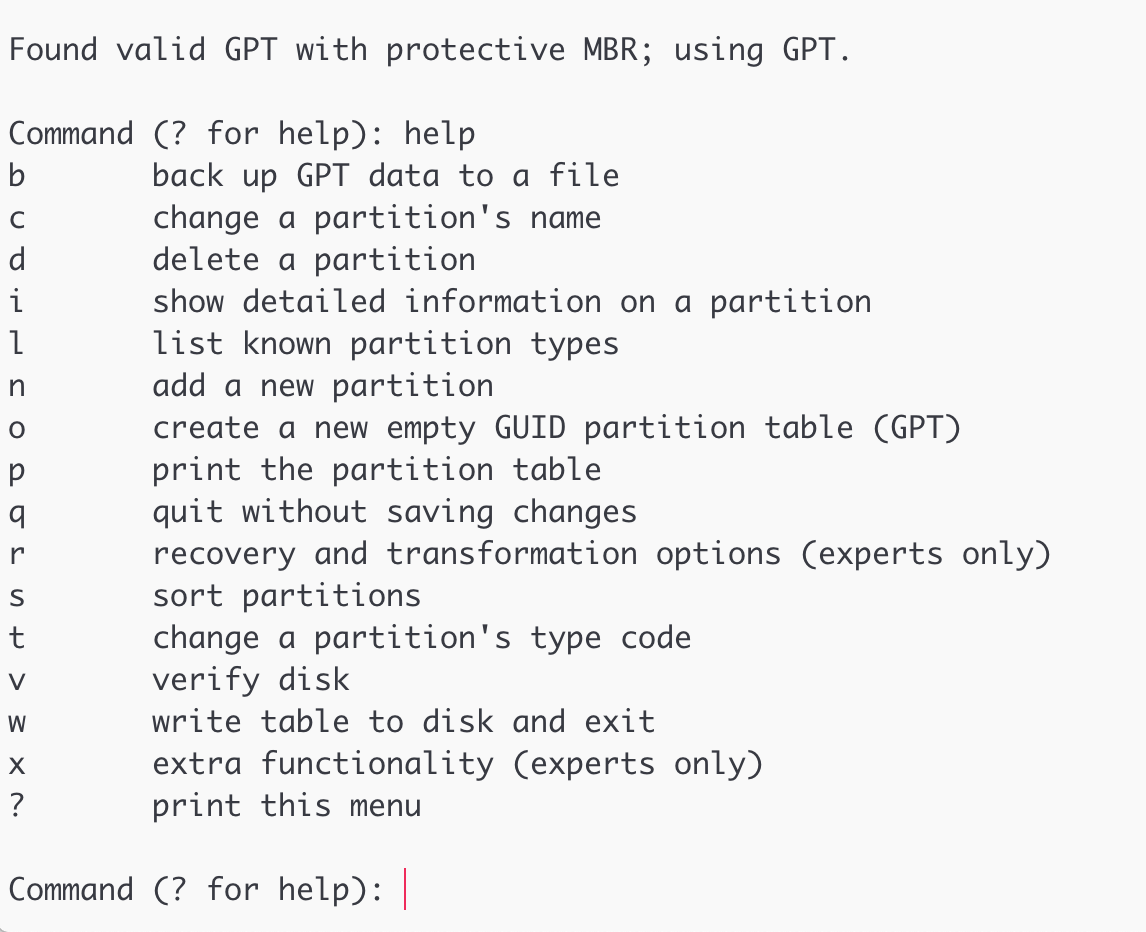 Found valid GPT with protective MBR; using GPT.
Command (? for help): help
b       back up GPT data to a file
c       change a partition's name
d       delete a partition
i       show detailed information on a partition
l       list known partition types
n       add a new partition
o       create a new empty GUID partition table (GPT)
p       print the partition table
q       quit without saving changes
r       recovery and transformation options (experts only)
s       sort partitions
t       change a partition's type code
v       verify disk
w       write table to disk and exit
x       extra functionality (experts only)
?       print this menu
Command (? for help):